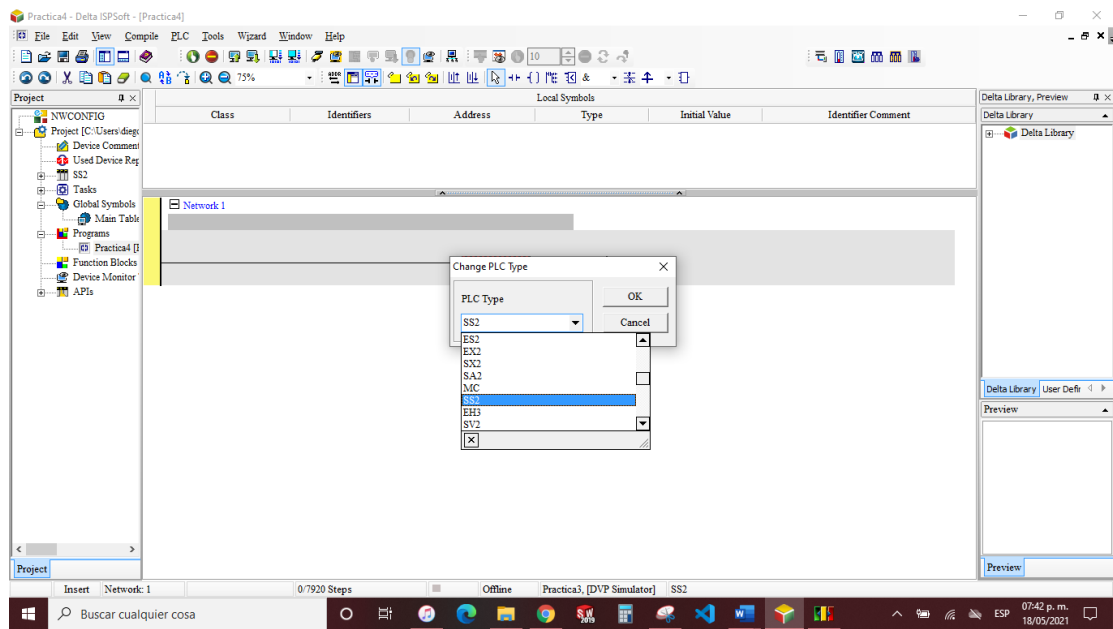 Practica4 - Delta ISPSoft - [Practica4]
File Edit View Compile PLC Tools Wizard Window Help
10
75%
&
Project
NWCONFIG
Project [C:\Users\dieg
Device Comment
Used Device Rep
SS2
Tasks
Global Symbols
Main Table
Programs
Practica4 [P
Function Blocks
Device Monitor
APIs
Project
Local Symbols
Class Identifiers Address Type Initial Value Identifier Comment
Network 1
Change PLC Type
PLC Type
OK
SS2
Cancel
ES2
EX2
SX2
SA2
MC
SS2
EH3
SV2
Delta Library, Preview
Delta Library
Delta Library
Delta Library User Defir
Preview
Preview
Insert Network: 1 0/7920 Steps Offline Practica3, [DVP Simulator] SS2
Buscar cualquier cosa
SW
2019
ESP
07:42 p. m.
18/05/2021